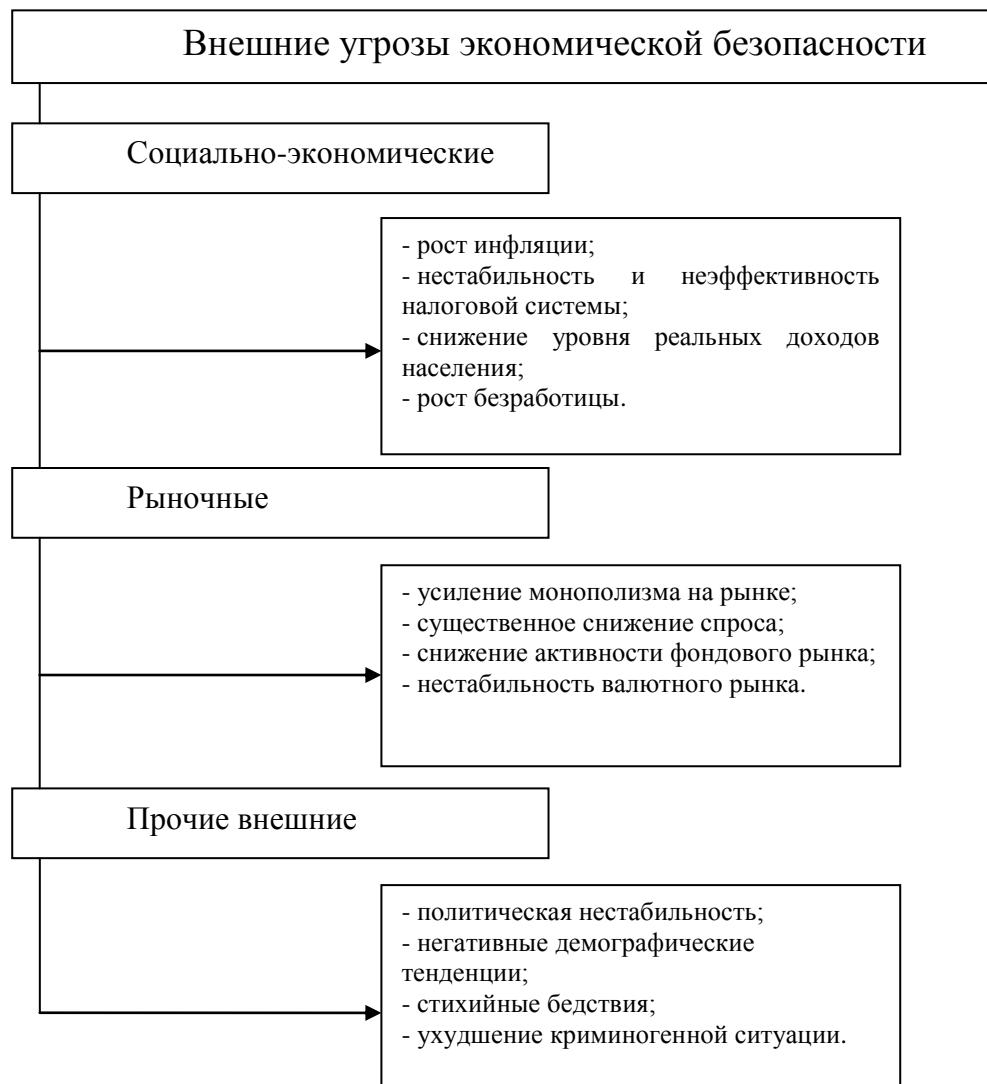 Внешние угрозы экономической безопасности
Социально-экономические
- рост инфляции;
- нестабильность и неэффективность
налоговой системы;
- снижение уровня реальных доходов
населения;
- рост безработицы.
Рыночные
- усиление монополизма на рынке;
- существенное снижение спроса;
- снижение активности фондового рынка;
- нестабильность валютного рынка.
Прочие внешние
- политическая нестабильность;
- негативные демографические
тенденции;
- стихийные бедствия;
- ухудшение криминогенной ситуации.